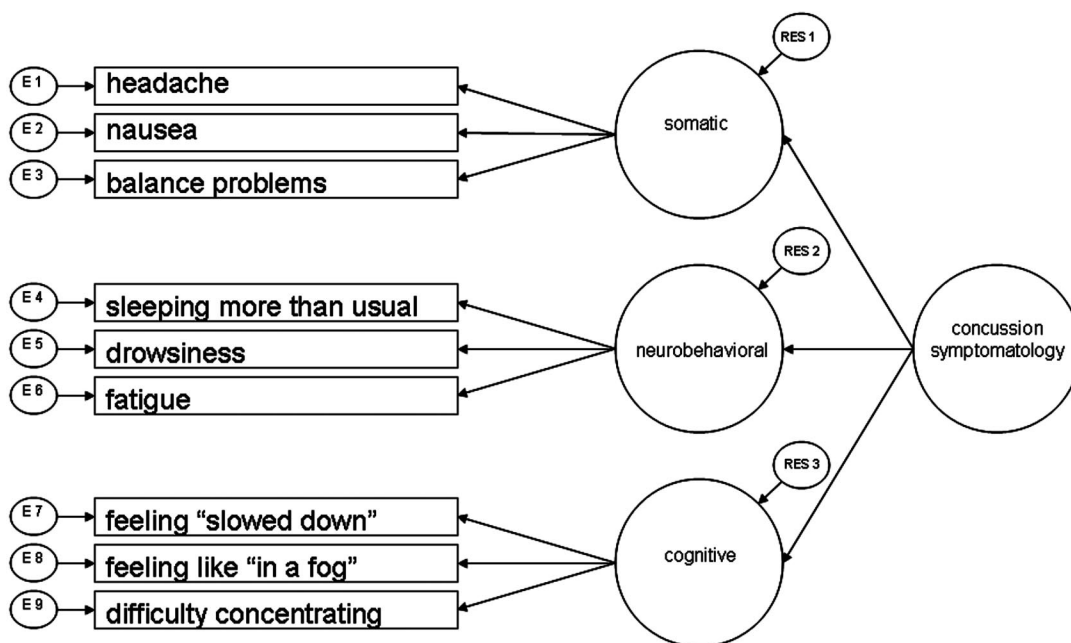 RES 1
E 1
headache
E 2
nausea
somatic
E 3
balance problems
RES 2
E 4
sleeping more than usual
E 5
drowsiness
neurobehavioral
concussion
symptomatology
E 6
fatigue
RES 3
E 7
feeling “slowed down”
E 8
feeling like “in a fog”
cognitive
E 9
difficulty concentrating